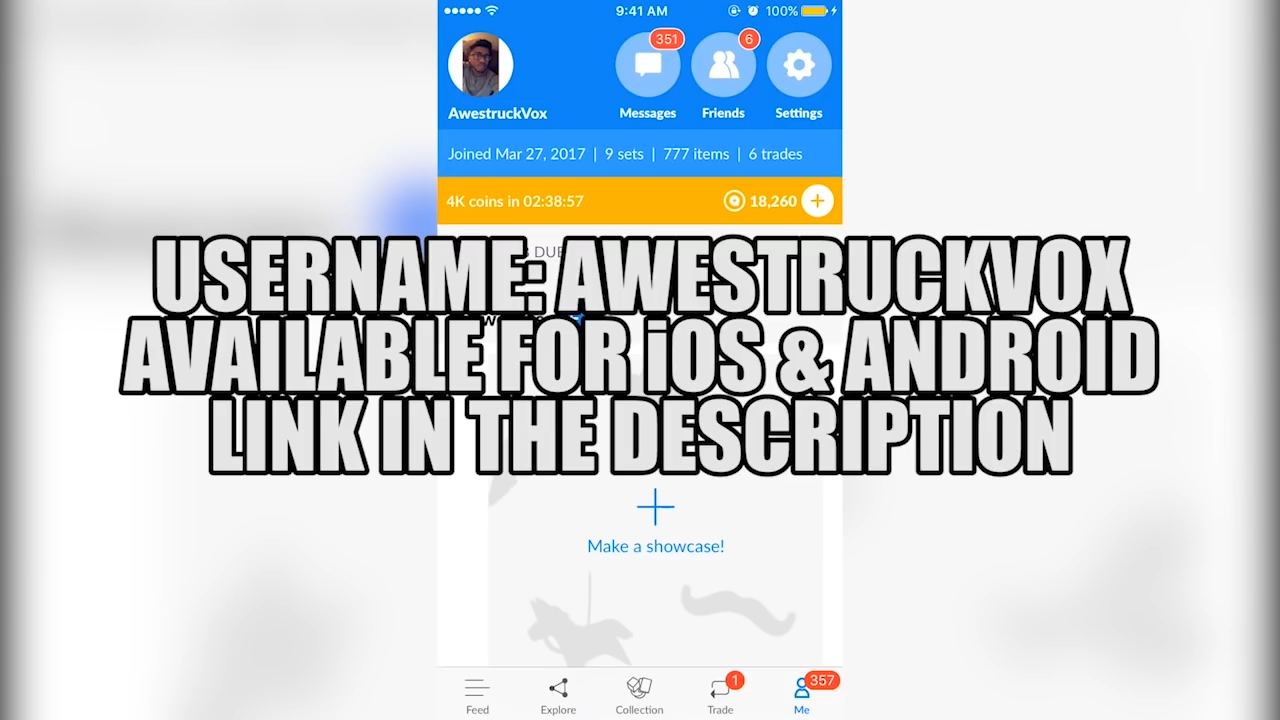 9:41 AM
100%
351
6
AwestruckVox
Messages
Friends
Settings
Joined Mar 27, 2017 | 9 sets | 777 items | 6 trades
4K coins in 02:38:57
18,260
USERNAME: AWESTRUCKVOX
AVAILABLE FOR iOS & ANDROID
LINK IN THE DESCRIPTION
Make a showcase!
1
357
Feed
Explore
Collection
Trade
Me